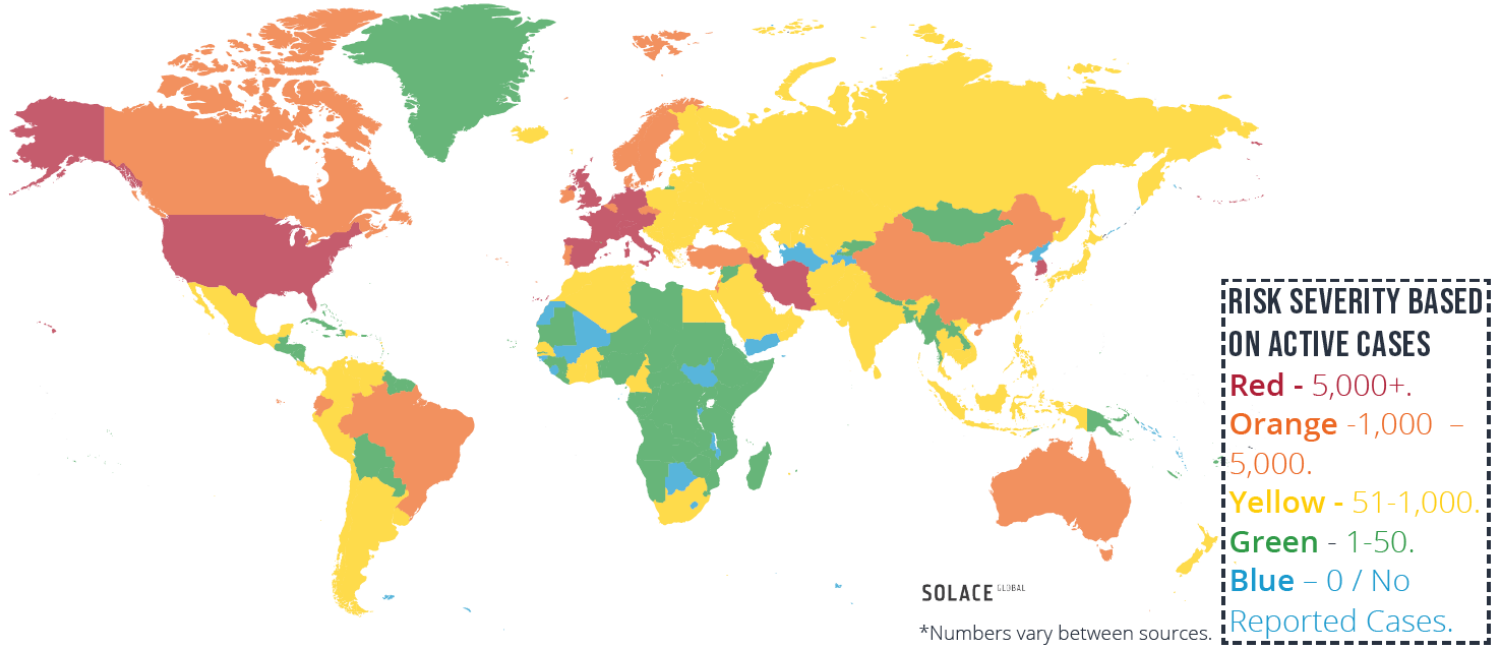 RISK SEVERITY BASED
ON ACTIVE CASES
Red - 5,000+.
Orange -1,000 –
5,000.
Yellow - 51-1,000.
Green - 1-50.
Blue – 0 / No
Reported Cases.
SOLACE GLOBAL
*Numbers vary between sources.